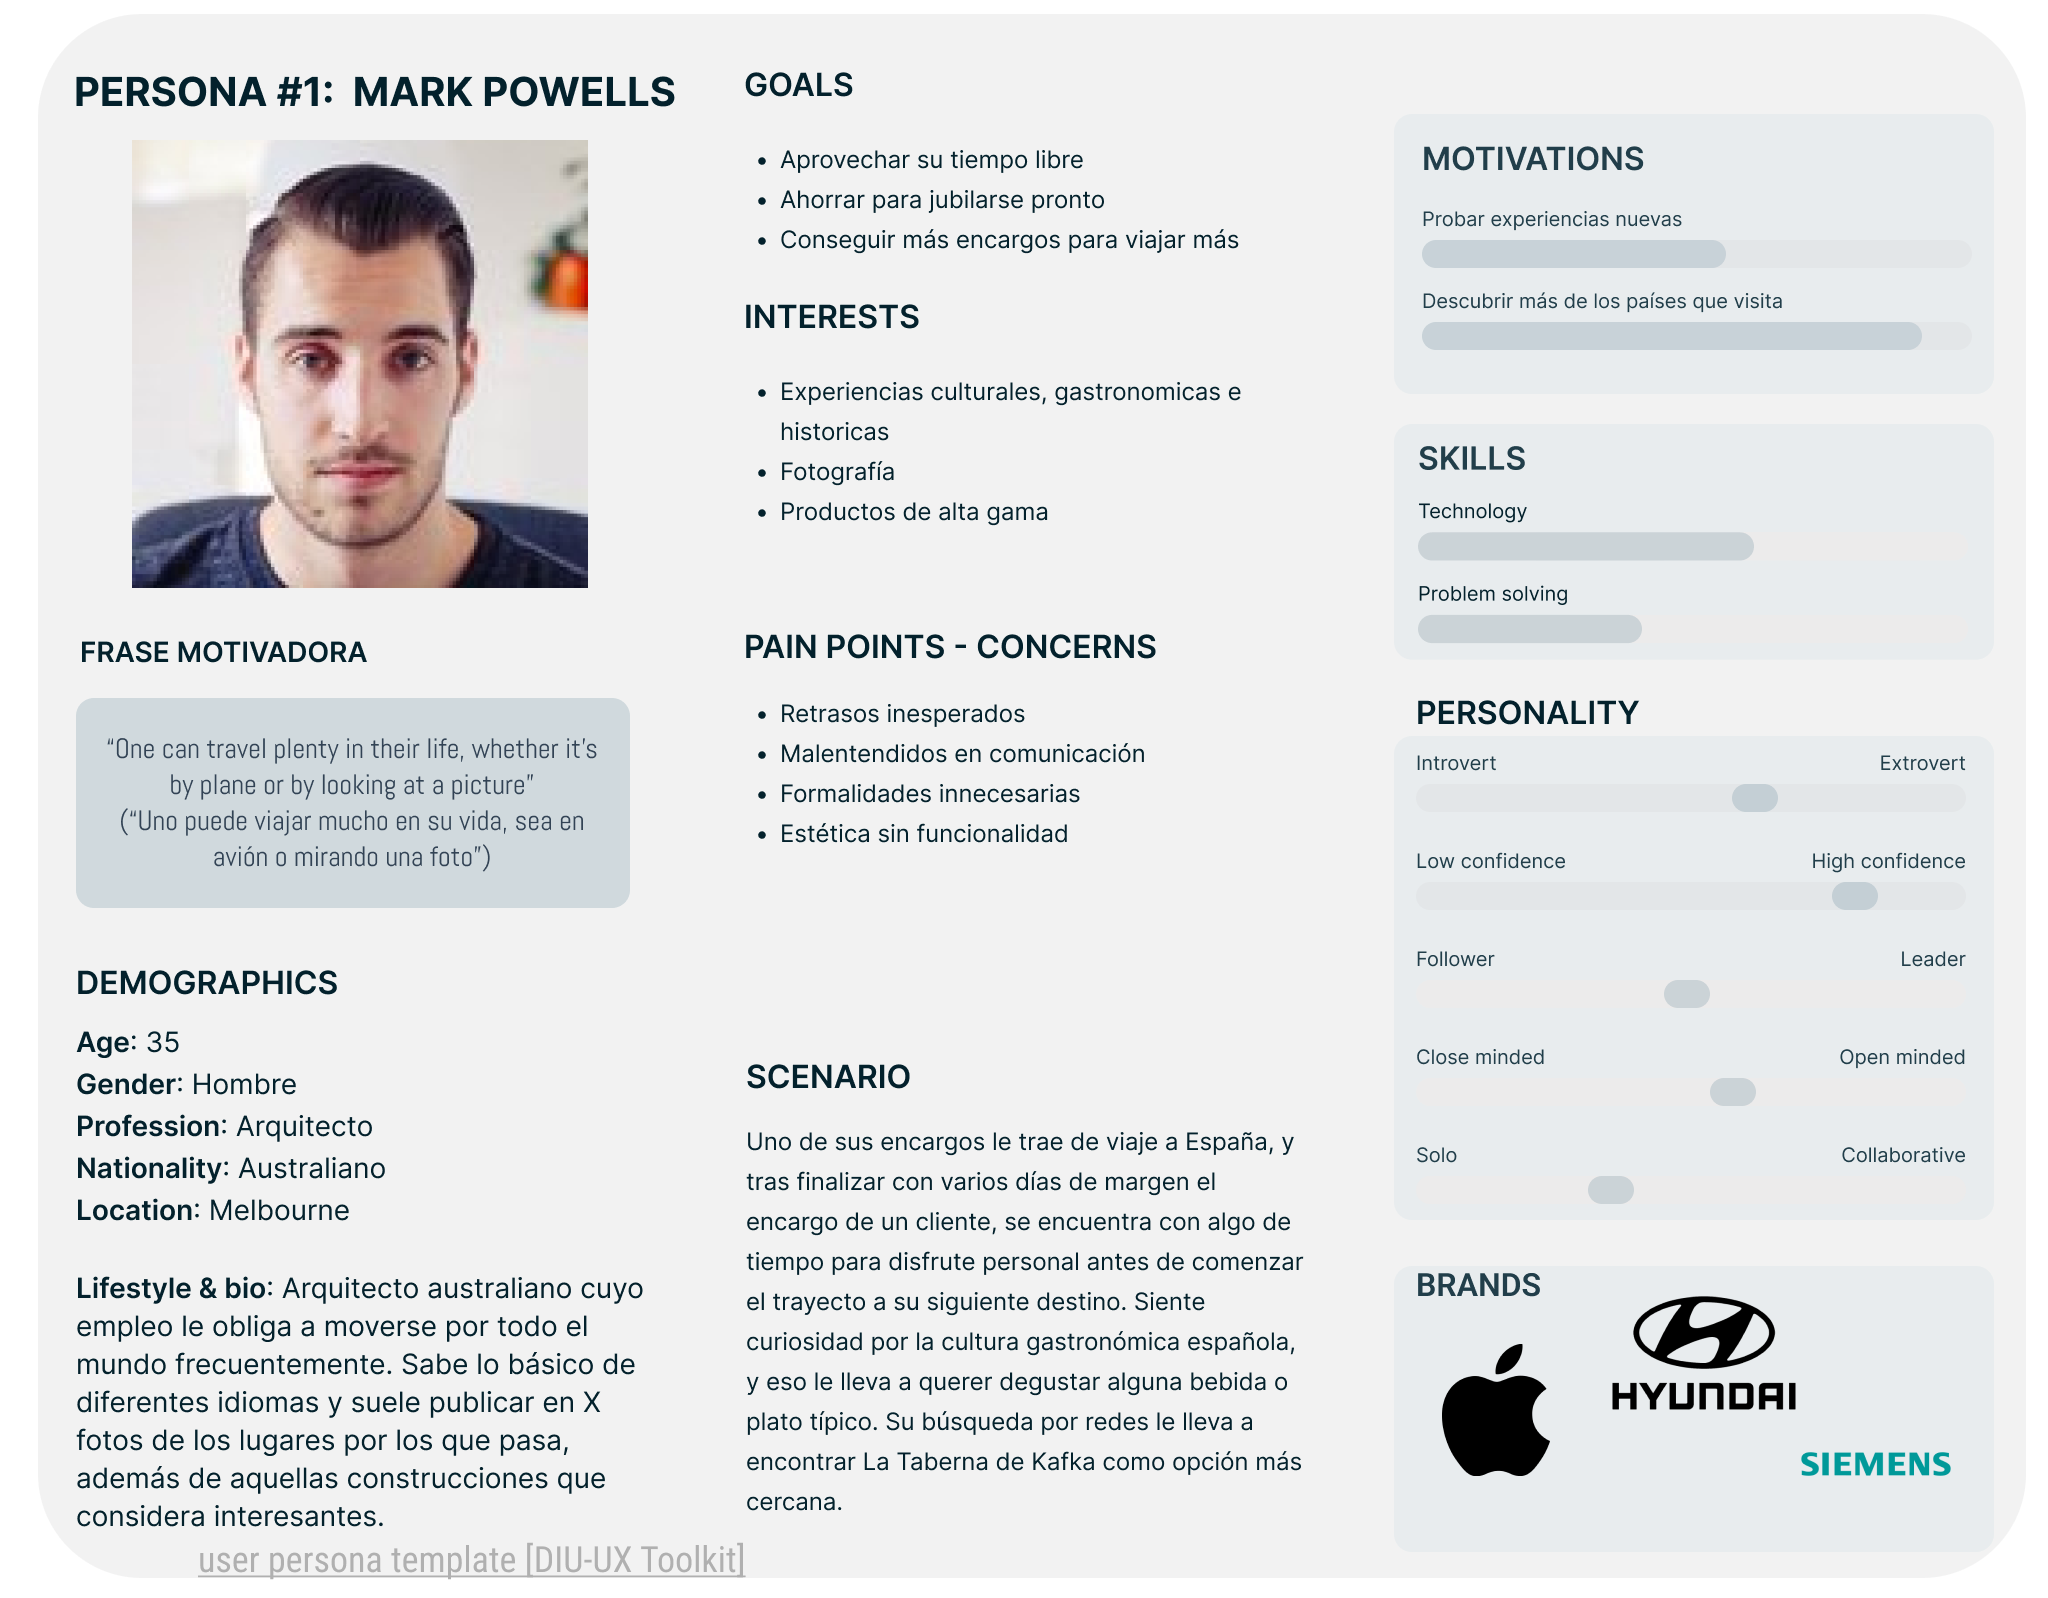 PERSONA #1: MARK POWELLS
FRASE MOTIVADORA
“One can travel plenty in their life, whether it's
by plane or by looking at a picture”
(“Uno puede viajar mucho en su vida, sea en
avión o mirando una foto”)
DEMOGRAPHICS
Age: 35
Gender: Hombre
Profession: Arquitecto
Nationality: Australiano
Location: Melbourne
Lifestyle & bio: Arquitecto australiano cuyo
empleo le obliga a moverse por todo el
mundo frecuentemente. Sabe lo básico de
diferentes idiomas y suele publicar en X
fotos de los lugares por los que pasa,
además de aquellas construcciones que
considera interesantes.
user persona template [DIU-UX Toolkit]
GOALS
• Aprovechar su tiempo libre
• Ahorrar para jubilarse pronto
• Conseguir más encargos para viajar más
INTERESTS
• Experiencias culturales, gastronomicas e
historicas
• Fotografía
• Productos de alta gama
PAIN POINTS - CONCERNS
• Retrasos inesperados
• Malentendidos en comunicación
• Formalidades innecesarias
• Estética sin funcionalidad
SCENARIO
Uno de sus encargos le trae de viaje a España, y
tras finalizar con varios días de margen el
encargo de un cliente, se encuentra con algo de
tiempo para disfrute personal antes de comenzar
el trayecto a su siguiente destino. Siente
curiosidad por la cultura gastronómica española,
y eso le lleva a querer degustar alguna bebida o
plato típico. Su búsqueda por redes le lleva a
encontrar La Taberna de Kafka como opción más
cercana.
MOTIVATIONS
Probar experiencias nuevas
Descubrir más de los países que visita
SKILLS
Technology
Problem solving
PERSONALITY
Introvert Extrovert
Low confidence High confidence
Follower Leader
Close minded Open minded
Solo Collaborative
BRANDS
HYUNDAI
SIEMENS